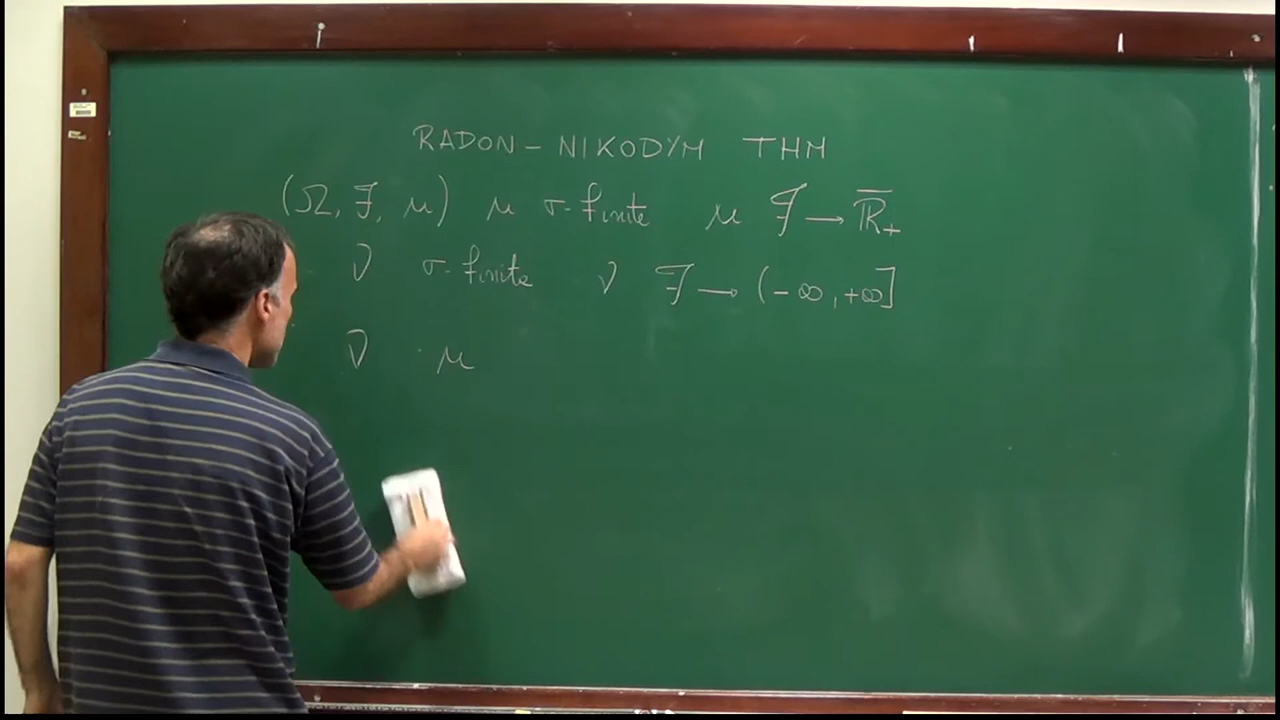 RADON - NIKODYM THM
(Ω, ℱ, μ) μ σ-finite μ ℱ → ℝ̅₊
ν σ-finite ν ℱ → (-∞, +∞]
ν μ